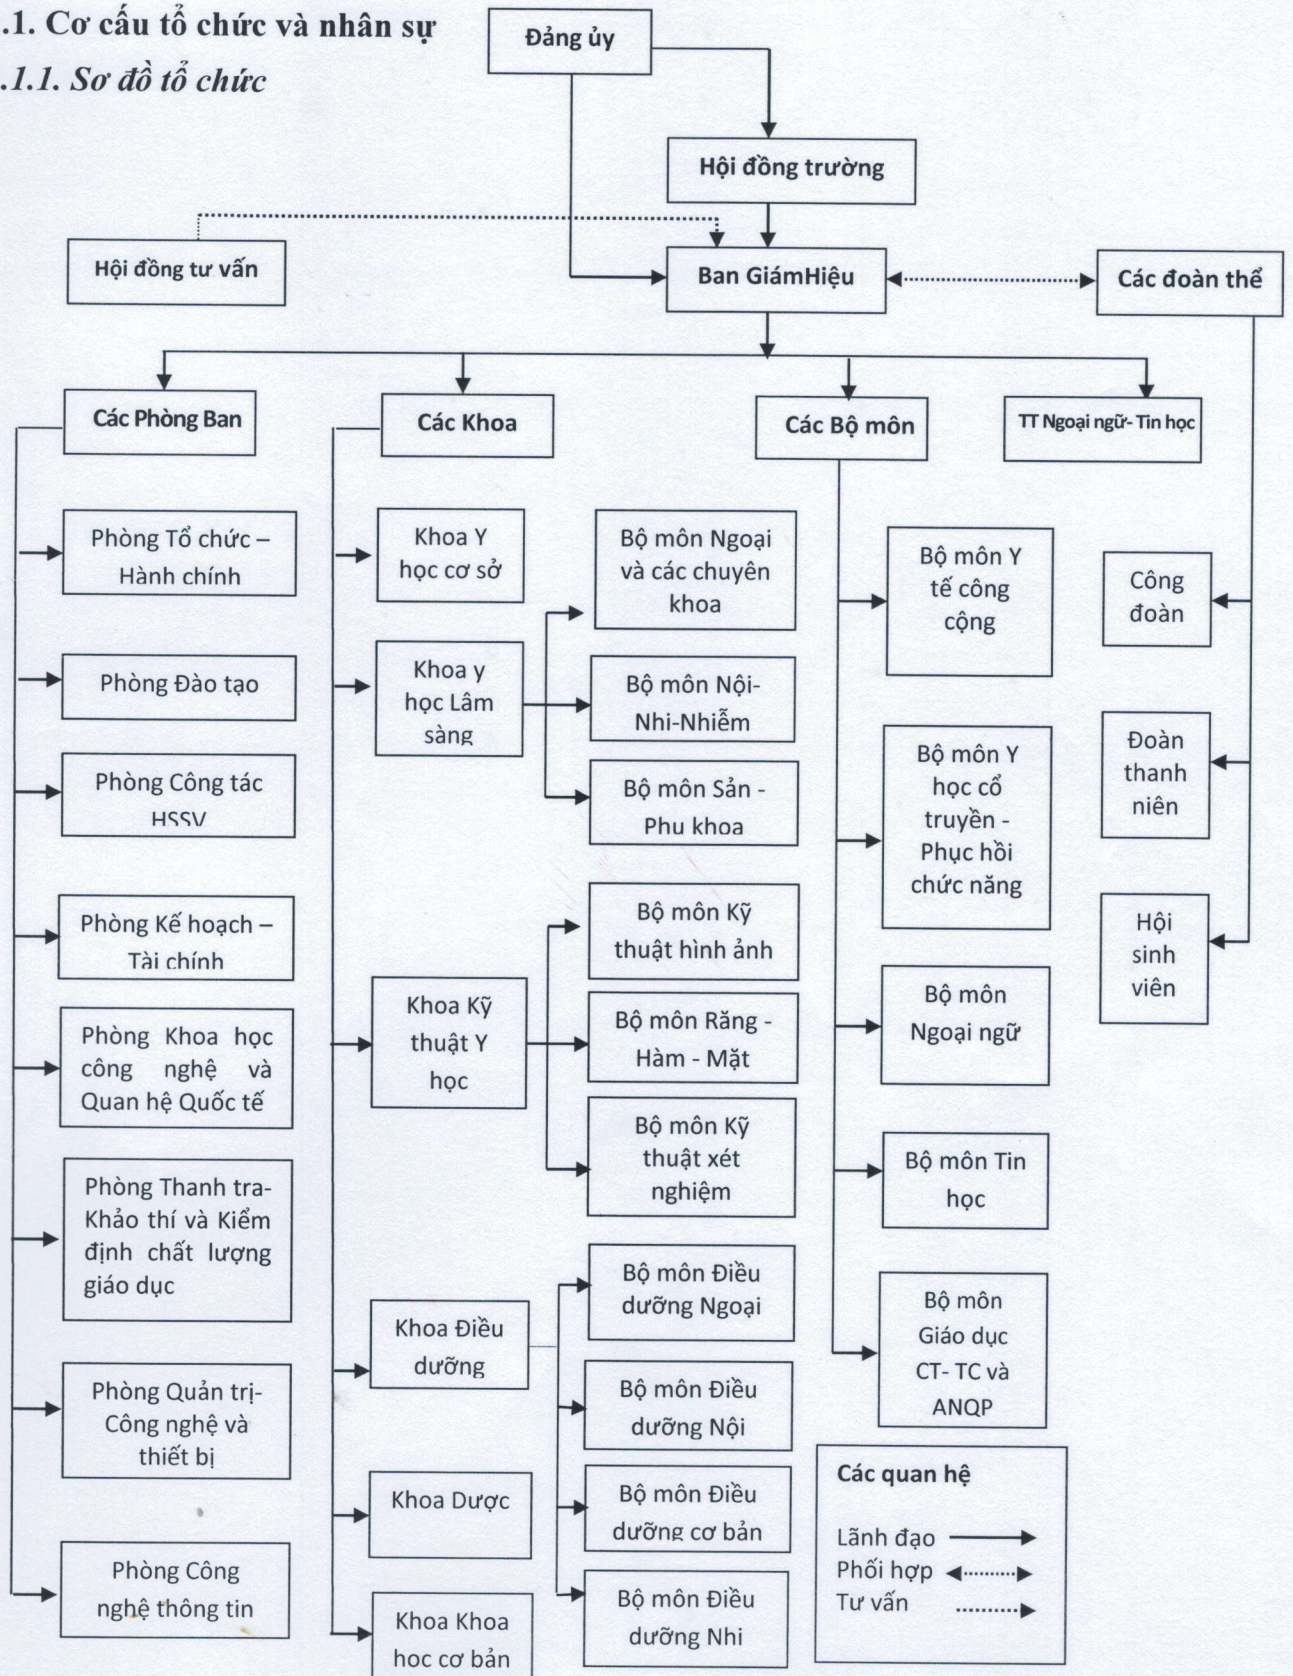 .1. Cơ cấu tổ chức và nhân sự
.1.1. Sơ đồ tổ chức
Đảng ủy
Hội đồng trường
Hội đồng tư vấn
Ban GiámHiệu
Các đoàn thể
Các Phòng Ban
Các Khoa
Các Bộ môn
TT Ngoại ngữ- Tin học
Phòng Tổ chức –
Hành chính
Phòng Đào tạo
Phòng Công tác
HSSV
Phòng Kế hoạch –
Tài chính
Phòng Khoa học
công nghệ và
Quan hệ Quốc tế
Phòng Thanh tra-
Khảo thí và Kiểm
định chất lượng
giáo dục
Phòng Quản trị-
Công nghệ và
thiết bị
Phòng Công
nghệ thông tin
Khoa Y
học cơ sở
Khoa y
học Lâm
sàng
Khoa Kỹ
thuật Y
học
Khoa Điều
dưỡng
Khoa Dược
Khoa Khoa
học cơ bản
Bộ môn Ngoại
và các chuyên
khoa
Bộ môn Nội-
Nhi-Nhiễm
Bộ môn Sản -
Phụ khoa
Bộ môn Kỹ
thuật hình ảnh
Bộ môn Răng -
Hàm - Mặt
Bộ môn Kỹ
thuật xét
nghiệm
Bộ môn Điều
dưỡng Ngoại
Bộ môn Điều
dưỡng Nội
Bộ môn Điều
dưỡng cơ bản
Bộ môn Điều
dưỡng Nhi
Bộ môn Y
tế công
cộng
Bộ môn Y
học cổ
truyền -
Phục hồi
chức năng
Bộ môn
Ngoại ngữ
Bộ môn Tin
học
Bộ môn
Giáo dục
CT- TC và
ANQP
Công
đoàn
Đoàn
thanh
niên
Hội
sinh
viên
Các quan hệ
Lãnh đạo
Phối hợp
Tư vấn